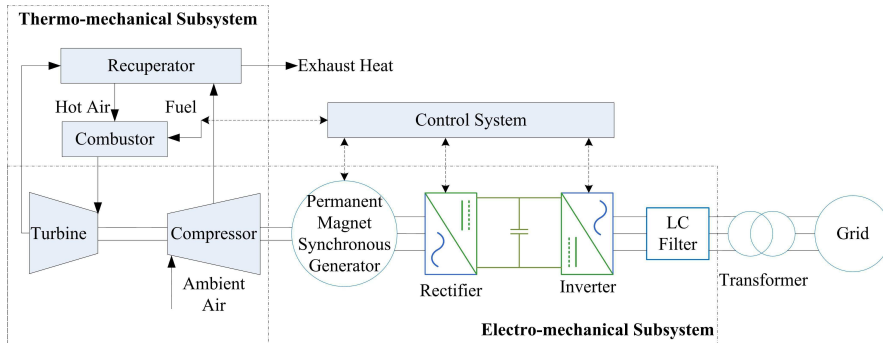 Thermo-mechanical Subsystem
Recuperator
Exhaust Heat
Hot Air
Fuel
Combustor
Control System
Turbine
Compressor
Ambient
Air
Permanent
Magnet
Synchronous
Generator
Rectifier
Inverter
LC
Filter
Transformer
Grid
Electro-mechanical Subsystem